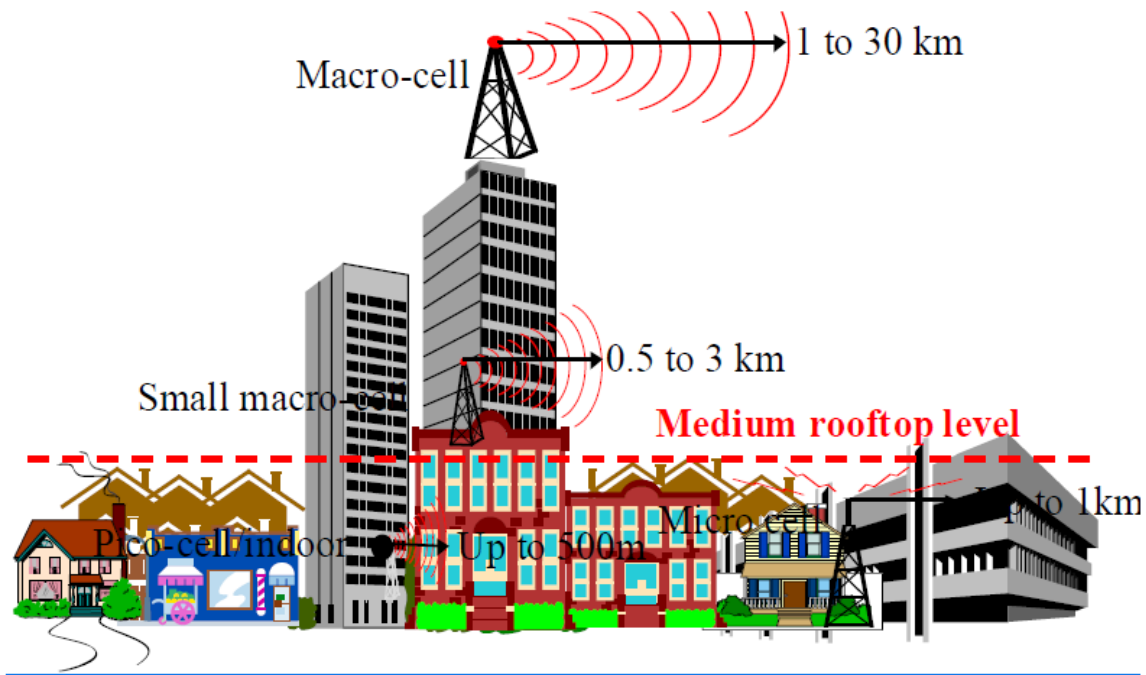 1 to 30 km
Macro-cell
0.5 to 3 km
Small macro-cell
Medium rooftop level
Up to 1km
Micro cell
Pico-cell/indoor
Up to 500m